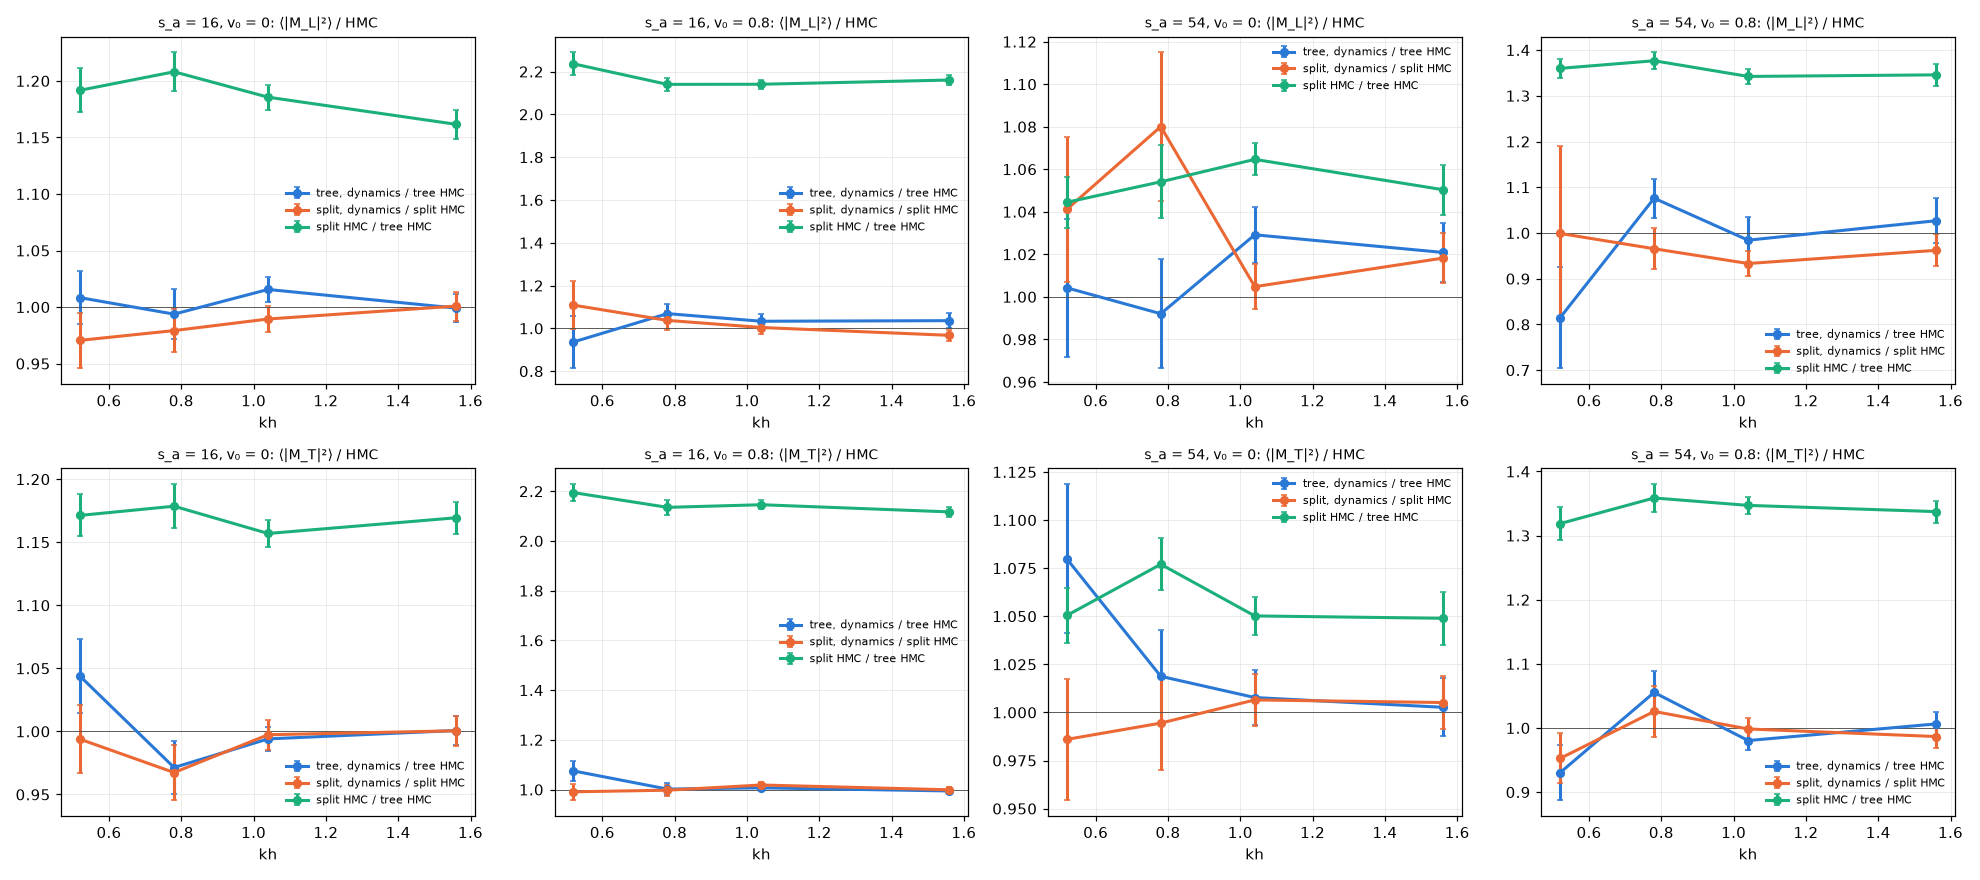 s_a = 16, v₀ = 0: ⟨|M_L|²⟩ / HMC
1.20
1.15
1.10
1.05
1.00
0.95
tree, dynamics / tree HMC
split, dynamics / split HMC
split HMC / tree HMC
0.6 0.8 1.0 1.2 1.4 1.6
kh
s_a = 16, v₀ = 0.8: ⟨|M_L|²⟩ / HMC
2.2
2.0
1.8
1.6
1.4
1.2
1.0
0.8
tree, dynamics / tree HMC
split, dynamics / split HMC
split HMC / tree HMC
0.6 0.8 1.0 1.2 1.4 1.6
kh
s_a = 54, v₀ = 0: ⟨|M_L|²⟩ / HMC
1.12
1.10
1.08
1.06
1.04
1.02
1.00
0.98
0.96
tree, dynamics / tree HMC
split, dynamics / split HMC
split HMC / tree HMC
0.6 0.8 1.0 1.2 1.4 1.6
kh
s_a = 54, v₀ = 0.8: ⟨|M_L|²⟩ / HMC
1.4
1.3
1.2
1.1
1.0
0.9
0.8
0.7
tree, dynamics / tree HMC
split, dynamics / split HMC
split HMC / tree HMC
0.6 0.8 1.0 1.2 1.4 1.6
kh
s_a = 16, v₀ = 0: ⟨|M_T|²⟩ / HMC
1.20
1.15
1.10
1.05
1.00
0.95
tree, dynamics / tree HMC
split, dynamics / split HMC
split HMC / tree HMC
0.6 0.8 1.0 1.2 1.4 1.6
kh
s_a = 16, v₀ = 0.8: ⟨|M_T|²⟩ / HMC
2.2
2.0
1.8
1.6
1.4
1.2
1.0
tree, dynamics / tree HMC
split, dynamics / split HMC
split HMC / tree HMC
0.6 0.8 1.0 1.2 1.4 1.6
kh
s_a = 54, v₀ = 0: ⟨|M_T|²⟩ / HMC
1.125
1.100
1.075
1.050
1.025
1.000
0.975
0.950
tree, dynamics / tree HMC
split, dynamics / split HMC
split HMC / tree HMC
0.6 0.8 1.0 1.2 1.4 1.6
kh
s_a = 54, v₀ = 0.8: ⟨|M_T|²⟩ / HMC
1.4
1.3
1.2
1.1
1.0
0.9
tree, dynamics / tree HMC
split, dynamics / split HMC
split HMC / tree HMC
0.6 0.8 1.0 1.2 1.4 1.6
kh